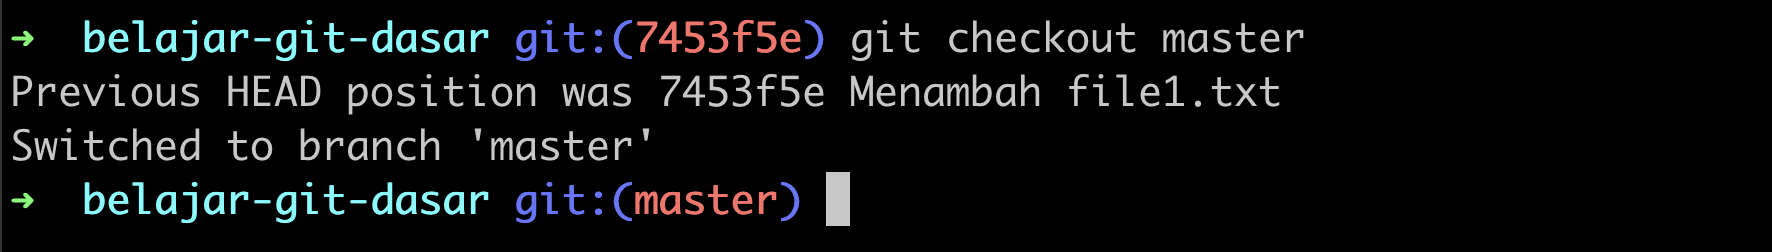 ➜  belajar-git-dasar git:(7453f5e) git checkout master
Previous HEAD position was 7453f5e Menambah file1.txt
Switched to branch 'master'
➜  belajar-git-dasar git:(master)